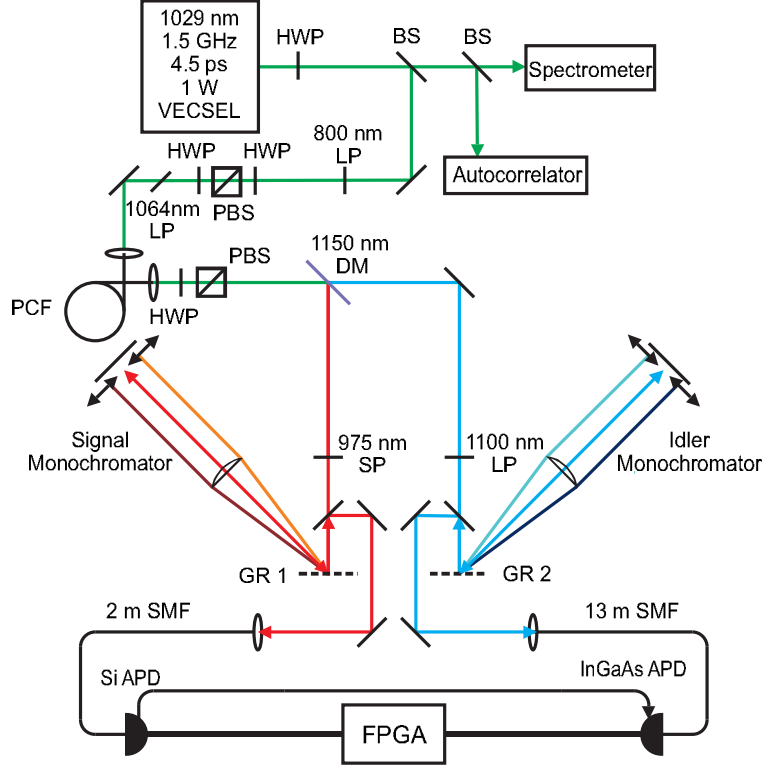 1029 nm
1.5 GHz
4.5 ps
1 W
VECSEL
HWP
BS
BS
Spectrometer
800 nm
LP
HWP
HWP
Autocorrelator
1064nm
LP
PBS
1150 nm
DM
PBS
PCF
HWP
Signal
Monochromator
975 nm
SP
1100 nm
LP
Idler
Monochromator
GR 1
GR 2
2 m SMF
13 m SMF
Si APD
InGaAs APD
FPGA